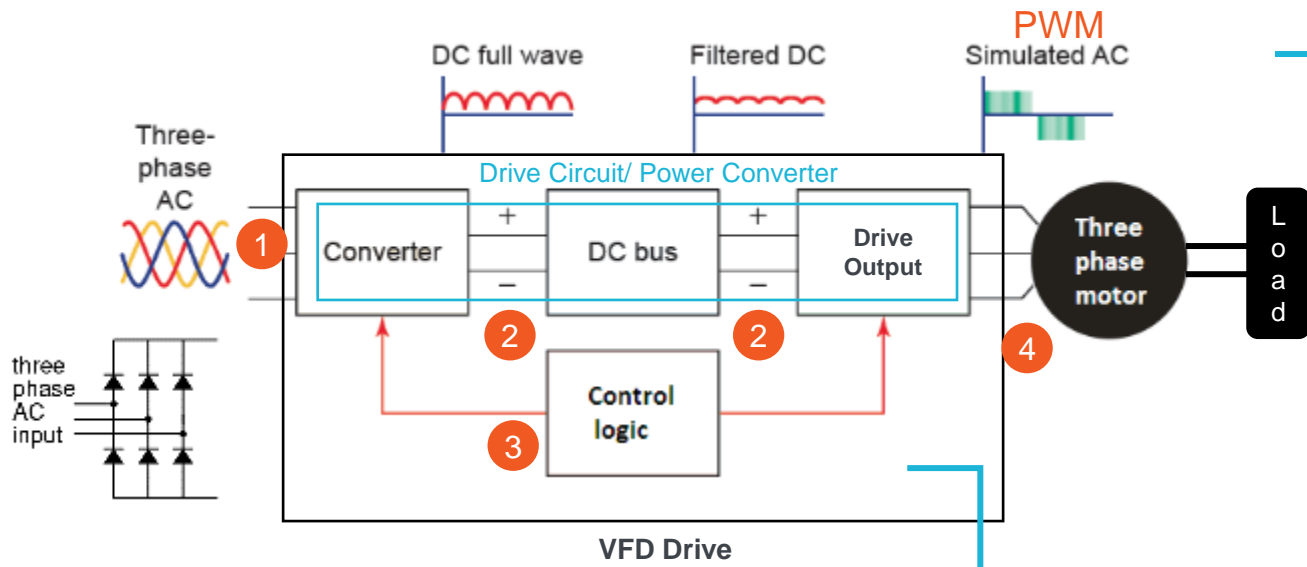 PWM
DC full wave
Filtered DC
Simulated AC
Three-
phase
AC
Drive Circuit/ Power Converter
1
Converter
+
−
DC bus
+
−
Drive
Output
Three
phase
motor
L
o
a
d
2
2
4
three
phase
AC
input
Control
logic
3
VFD Drive